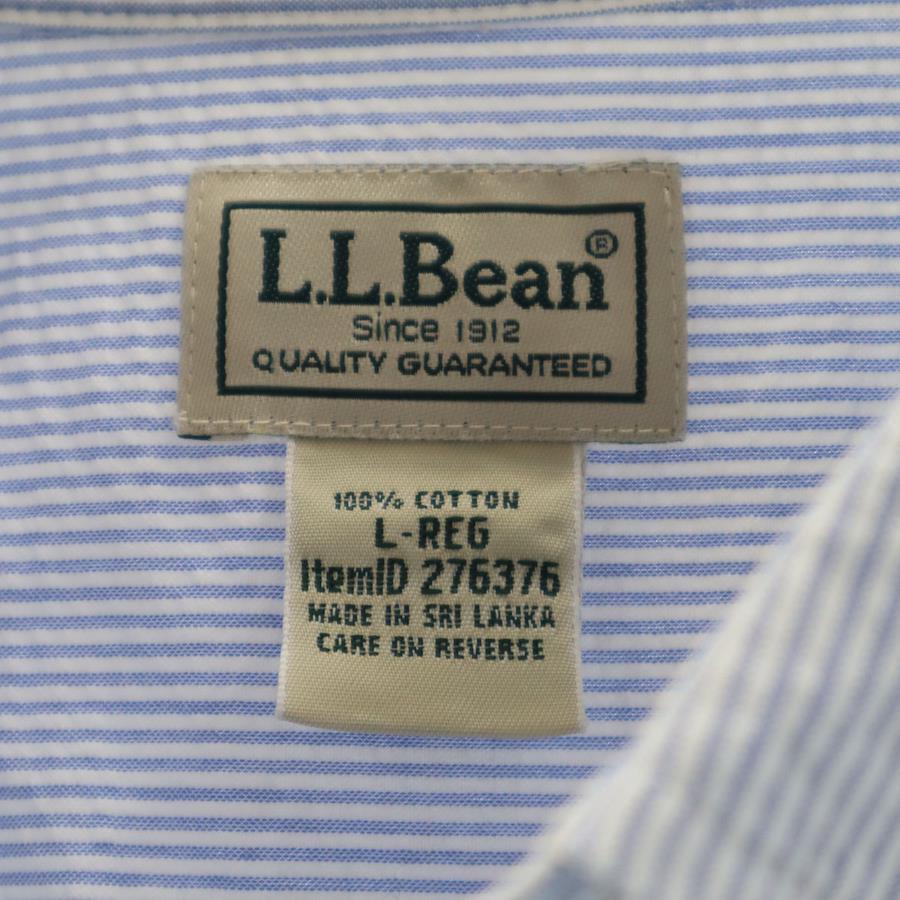 L.L.Bean®
Since 1912
QUALITY GUARANTEED
100% COTTON
L-REG
ItemID 276376
MADE IN SRI LANKA
CARE ON REVERSE